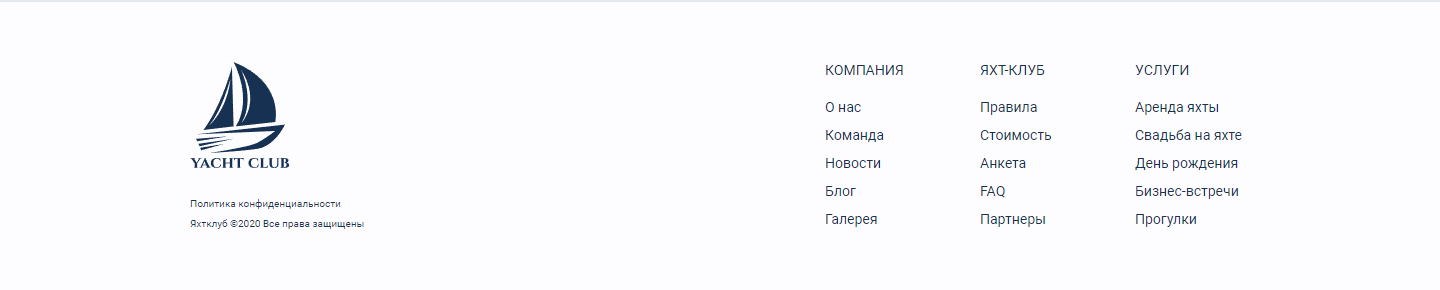 YACHT CLUB
Политика конфиденциальности
Яхтклуб ©2020 Все права защищены
КОМПАНИЯ
О нас
Команда
Новости
Блог
Галерея
ЯХТ-КЛУБ
Правила
Стоимость
Анкета
FAQ
Партнеры
УСЛУГИ
Аренда яхты
Свадьба на яхте
День рождения
Бизнес-встречи
Прогулки